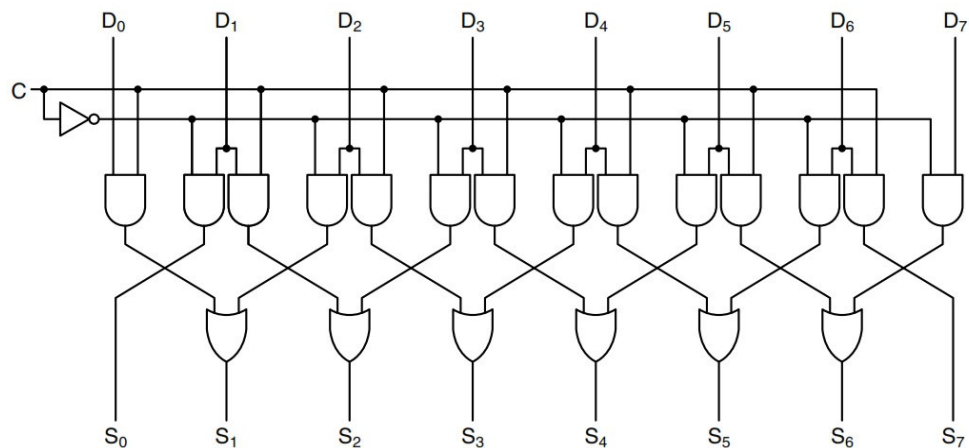 D₀ D₁ D₂ D₃ D₄ D₅ D₆ D₇
C
S₀ S₁ S₂ S₃ S₄ S₅ S₆ S₇